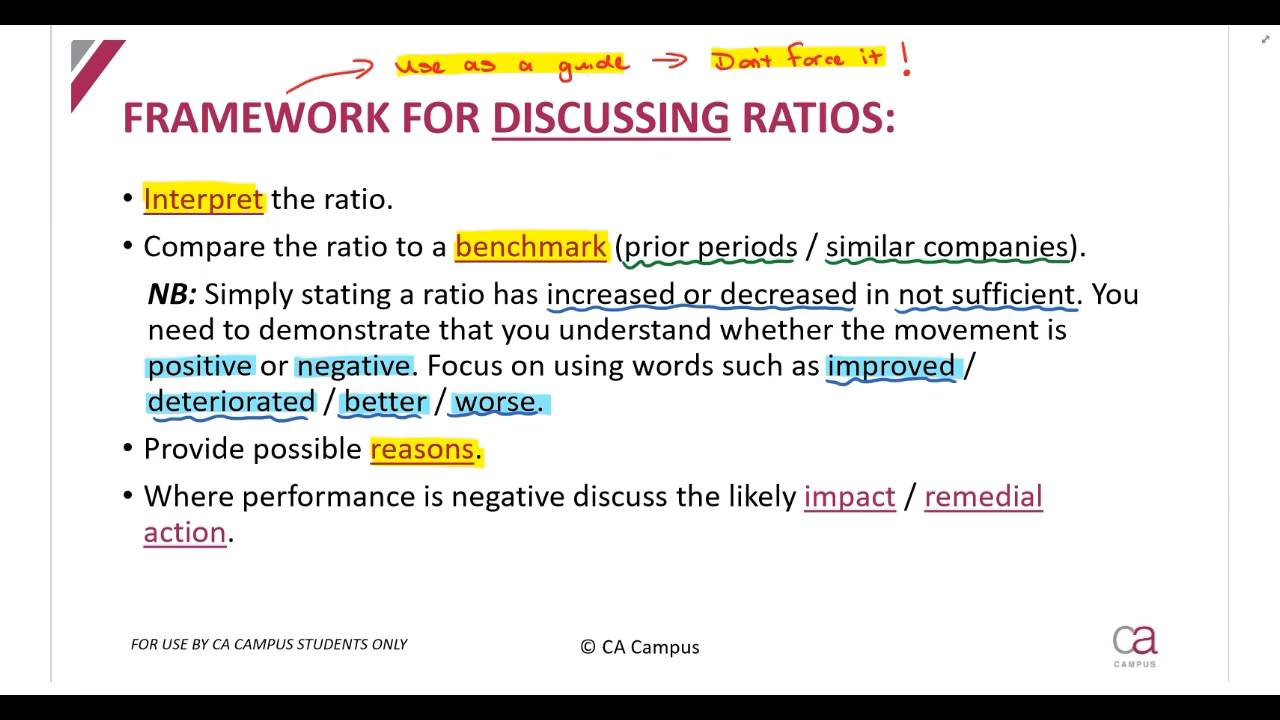 use as a guide → Don't force it !
FRAMEWORK FOR DISCUSSING RATIOS:
• Interpret the ratio.
• Compare the ratio to a benchmark (prior periods / similar companies).
NB: Simply stating a ratio has increased or decreased in not sufficient. You
need to demonstrate that you understand whether the movement is
positive or negative. Focus on using words such as improved /
deteriorated / better / worse.
• Provide possible reasons.
• Where performance is negative discuss the likely impact / remedial
action.
FOR USE BY CA CAMPUS STUDENTS ONLY
© CA Campus
ca
CAMPUS